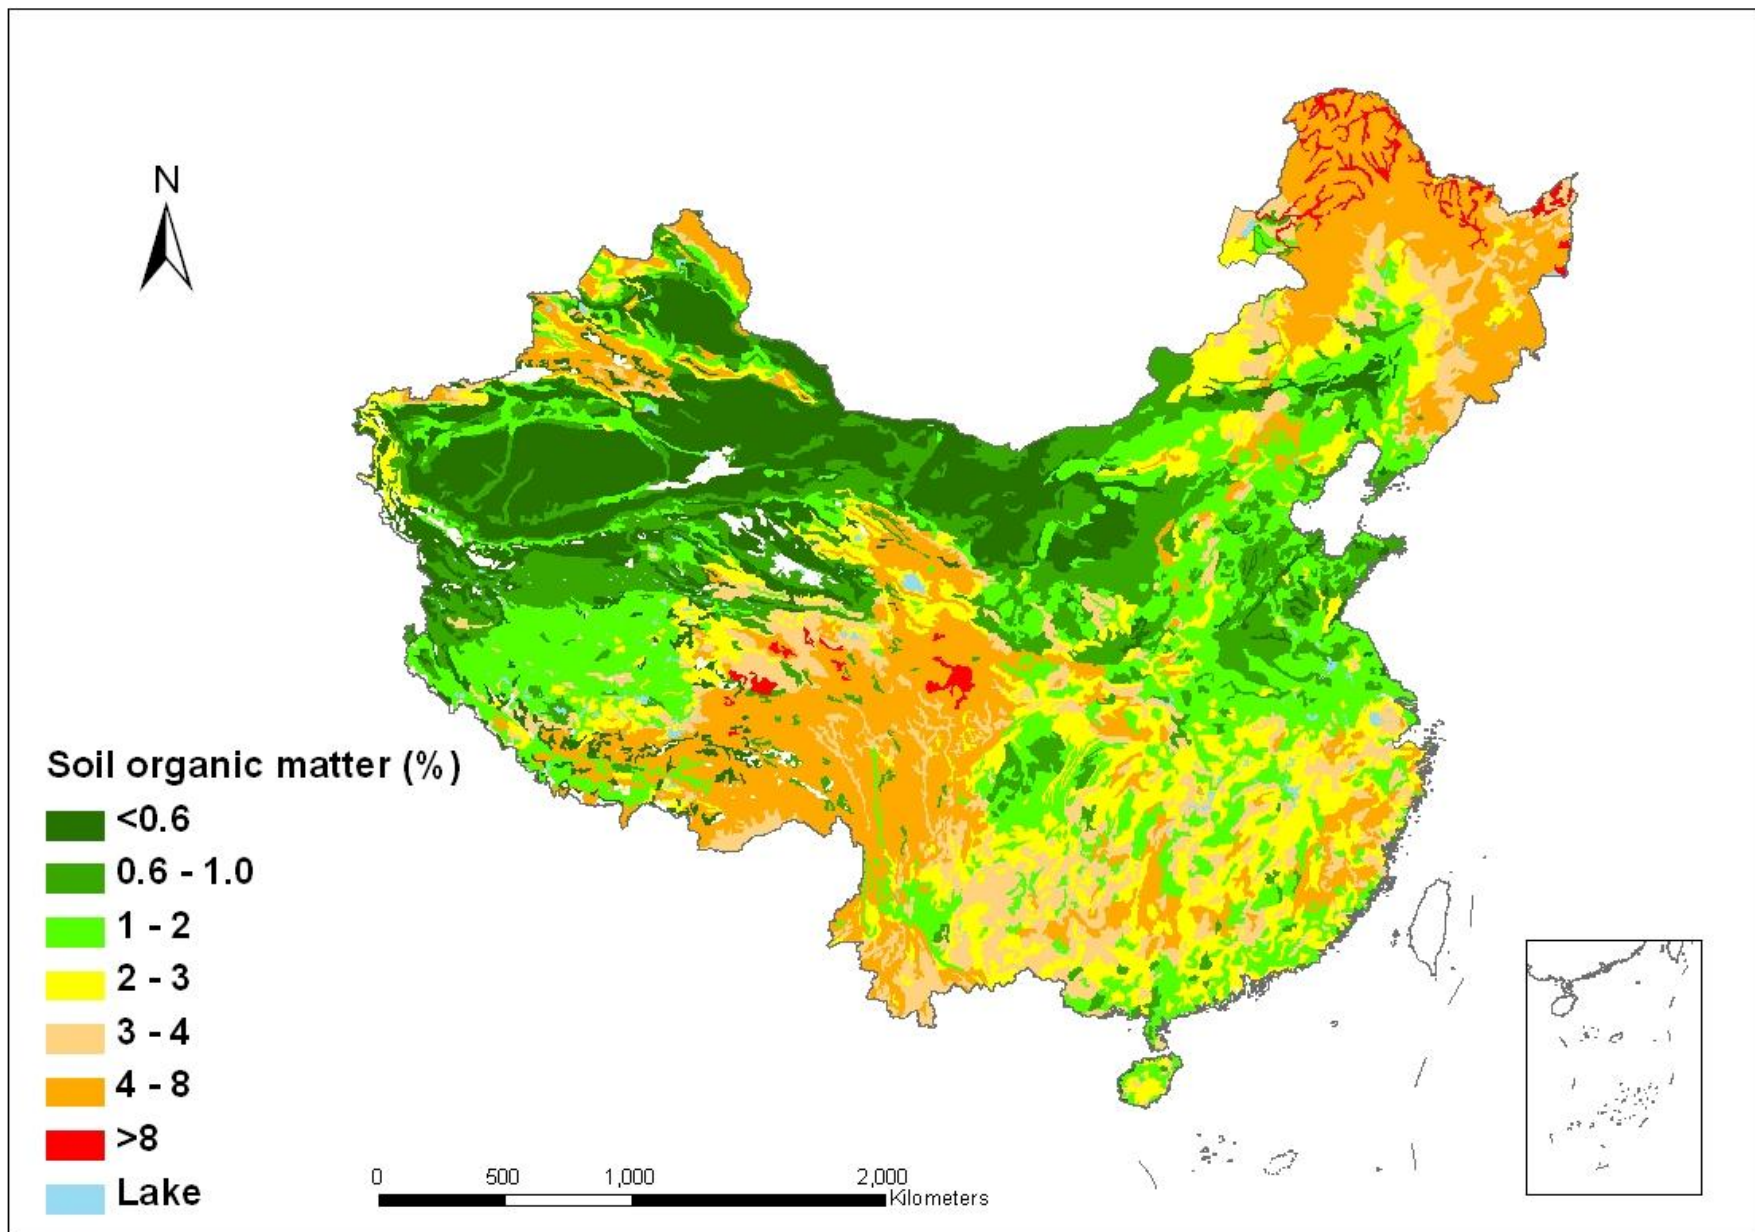 N
Soil organic matter (%)
<0.6
0.6 - 1.0
1 - 2
2 - 3
3 - 4
4 - 8
>8
Lake
0 500 1,000 2,000
Kilometers